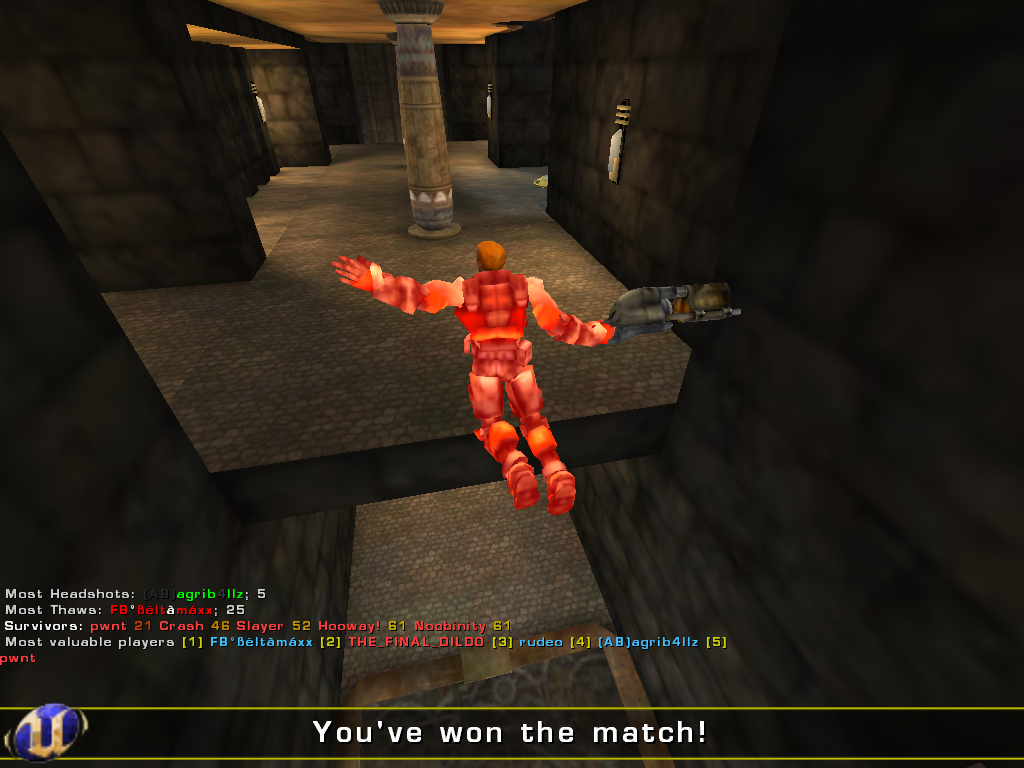 Most Headshots: (AB)agrib4llz; 5
Most Thaws: FB°ßêltàmáxx; 25
Survivors: pwnt 21 Crash 46 Slayer 52 Hooway! 61 Noobinity 61
Most valuable players [1] FB°ßêltàmáxx [2] THE_FINAL_DILDO [3] rudeo [4] (AB)agrib4llz [5]
pwnt
You've won the match!